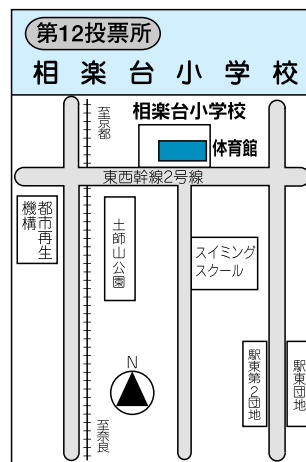 第12投票所
相楽台小学校
至京都
相楽台小学校
体育館
東西幹線2号線
都市再生
機構
土師山公園
スイミング
スクール
N
駅東第2団地
駅東団地
至奈良